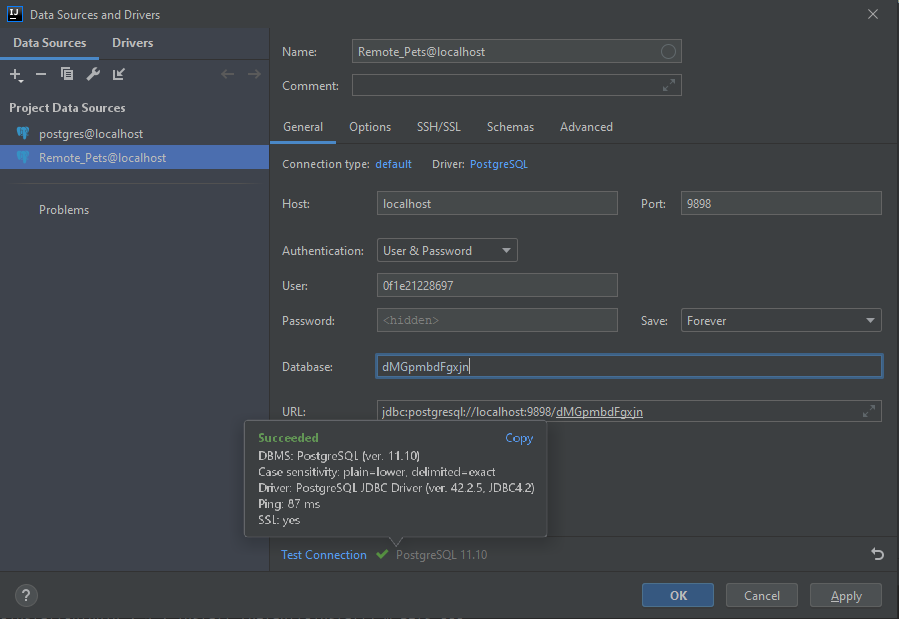 Data Sources and Drivers
Data Sources Drivers
Project Data Sources
postgres@localhost
Remote_Pets@localhost
Problems
Name: Remote_Pets@localhost
Comment:
General Options SSH/SSL Schemas Advanced
Connection type: default Driver: PostgreSQL
Host: localhost Port: 9898
Authentication: User & Password
User: 0f1e21228697
Password: <hidden> Save: Forever
Database: dMGpmbdFgxjn
URL: jdbc:postgresql://localhost:9898/dMGpmbdFgxjn
Succeeded Copy
DBMS: PostgreSQL (ver. 11.10)
Case sensitivity: plain=lower, delimited=exact
Driver: PostgreSQL JDBC Driver (ver. 42.2.5, JDBC4.2)
Ping: 87 ms
SSL: yes
Test Connection PostgreSQL 11.10
? OK Cancel Apply